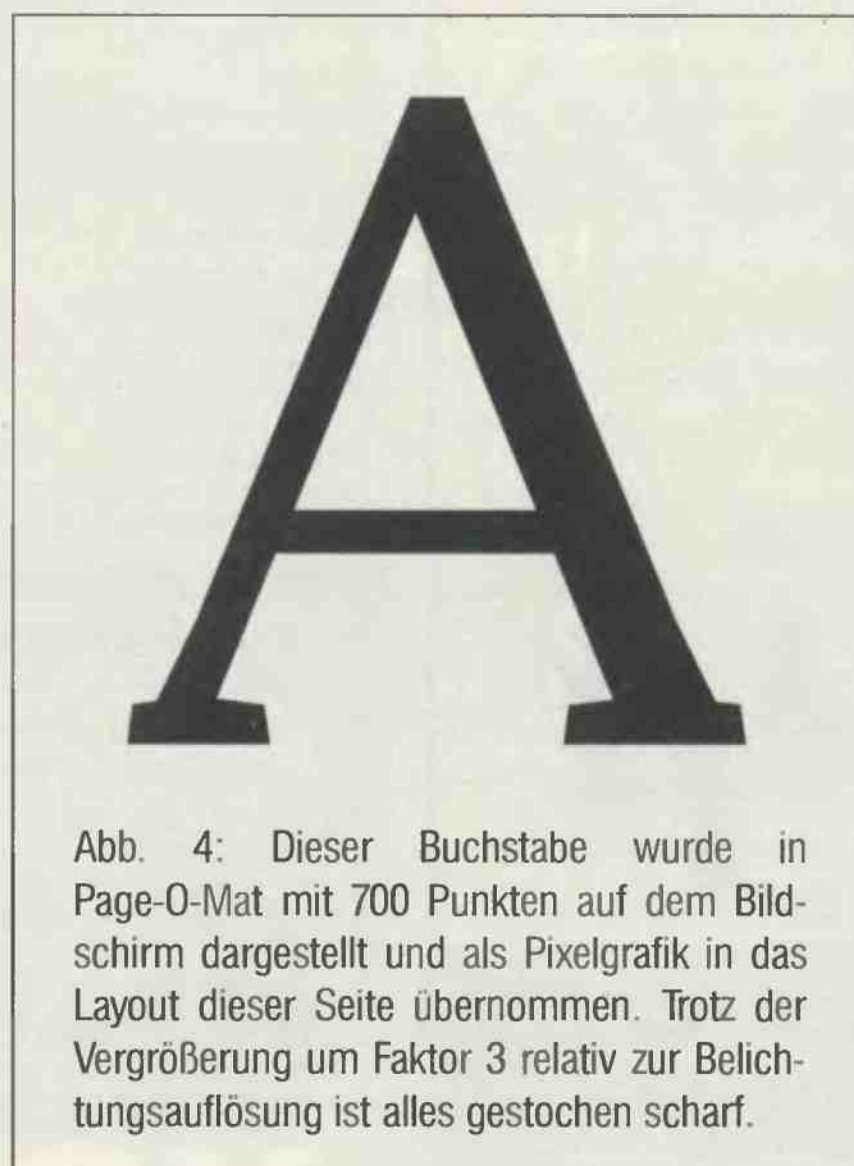 A
Abb. 4: Dieser Buchstabe wurde in
Page-O-Mat mit 700 Punkten auf dem Bild-
schirm dargestellt und als Pixelgrafik in das
Layout dieser Seite übernommen. Trotz der
Vergrößerung um Faktor 3 relativ zur Belich-
tungsauflösung ist alles gestochen scharf.